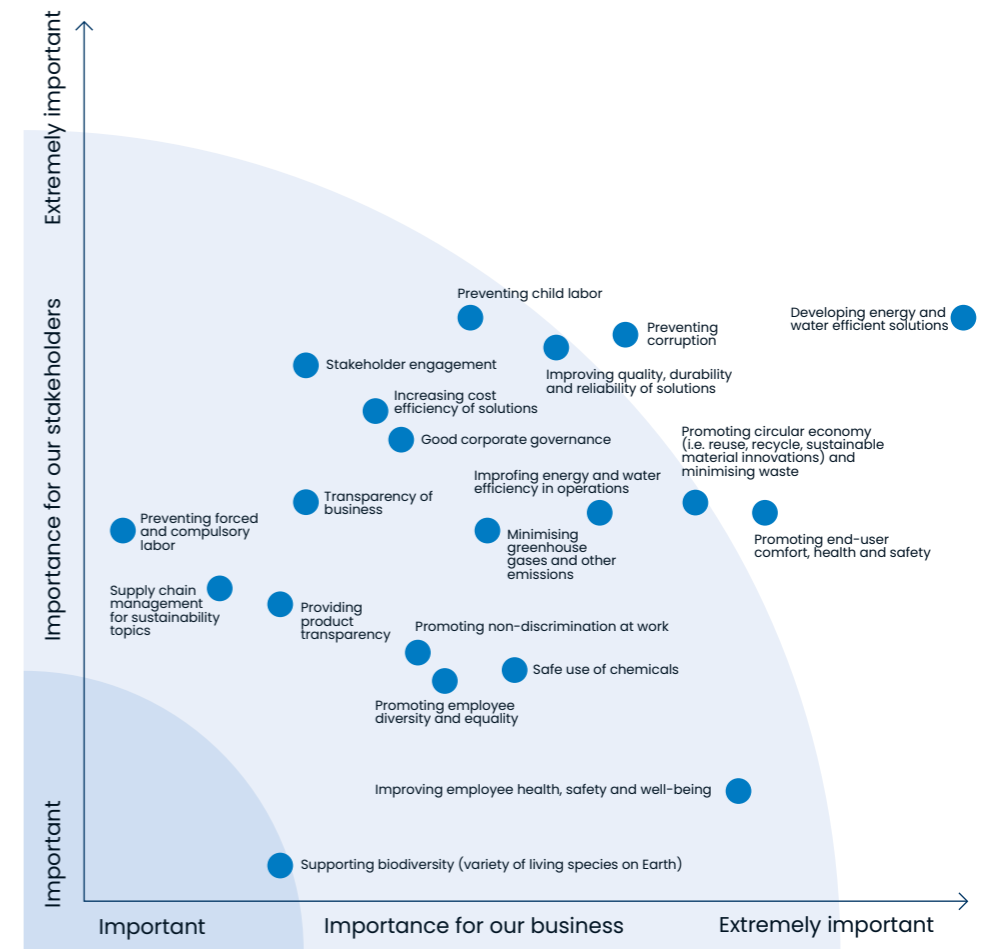 Extremely important
Importance for our stakeholders
Important
Preventing child labor
Developing energy and
water efficient solutions
Preventing
corruption
Stakeholder engagement
Improving quality, durability
and reliability of solutions
Increasing cost
efficiency of solutions
Good corporate governance
Promoting circular economy
(i.e. reuse, recycle, sustainable
material innovations) and
minimising waste
Improfing energy and water
efficiency in operations
Transparency of
business
Preventing forced
and compulsory
labor
Minimising
greenhouse
gases and other
emissions
Promoting end-user
comfort, health and safety
Supply chain
management
for sustainability
topics
Providing
product
transparency
Promoting non-discrimination at work
Safe use of chemicals
Promoting employee
diversity and equality
Improving employee health, safety and well-being
Supporting biodiversity (variety of living species on Earth)
Important
Importance for our business
Extremely important